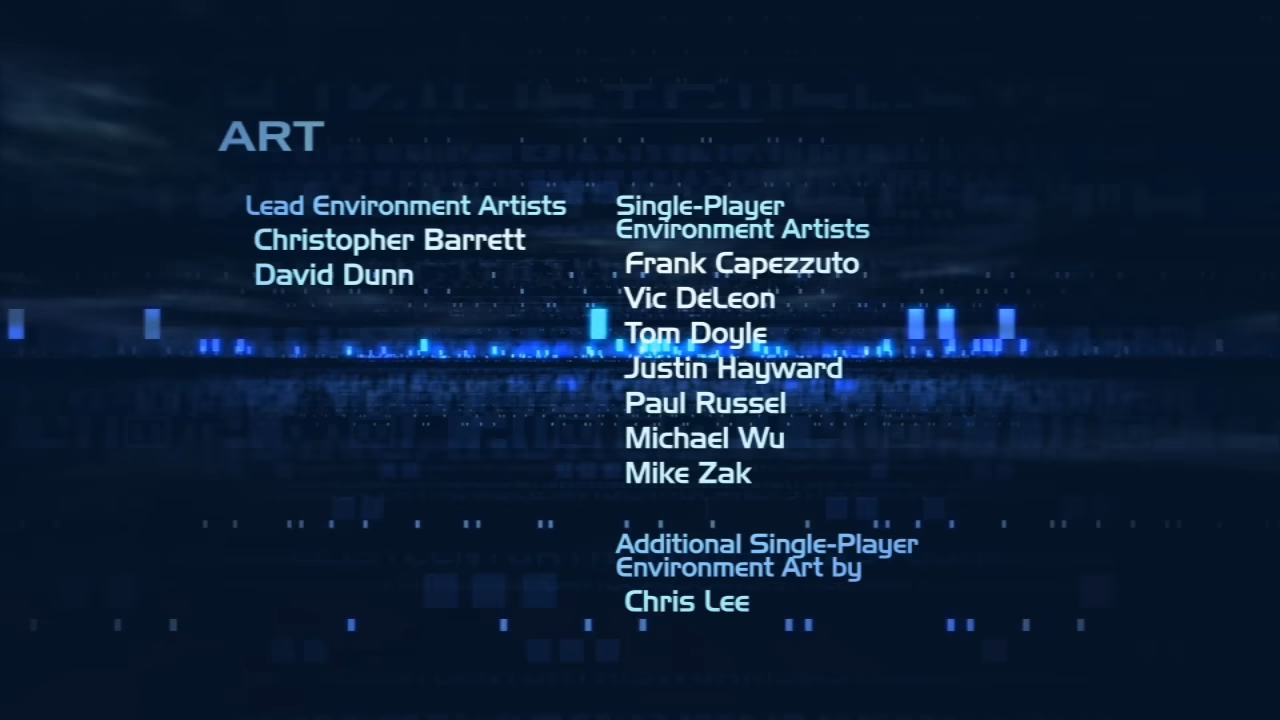 ART
Lead Environment Artists
Christopher Barrett
David Dunn
Single-Player
Environment Artists
Frank Capezzuto
Vic DeLeon
Tom Doyle
Justin Hayward
Paul Russel
Michael Wu
Mike Zak
Additional Single-Player
Environment Art by
Chris Lee